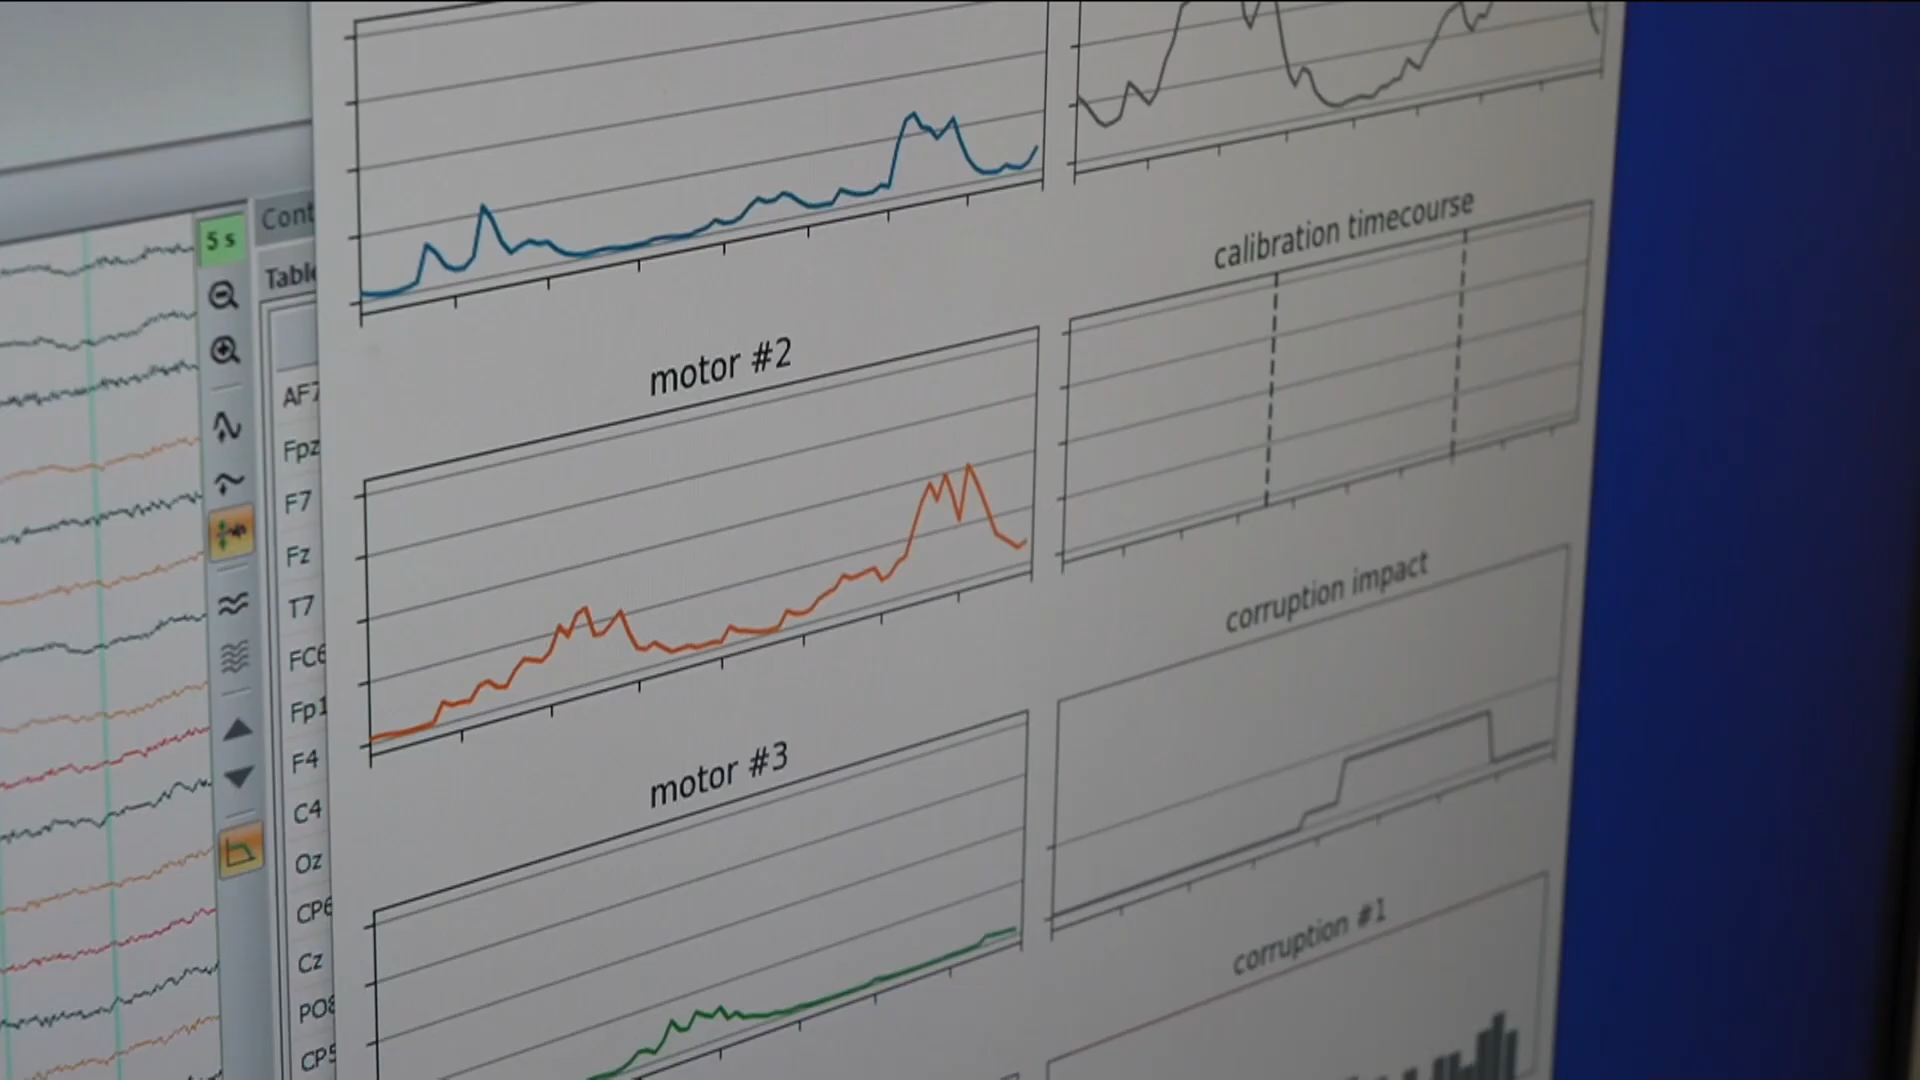 5 s
Cont
Table
AF7
Fpz
F7
Fz
T7
FC6
Fp1
F4
C4
Oz
CP6
Cz
PO8
CP5
motor #2
motor #3
calibration timecourse
corruption impact
corruption #1